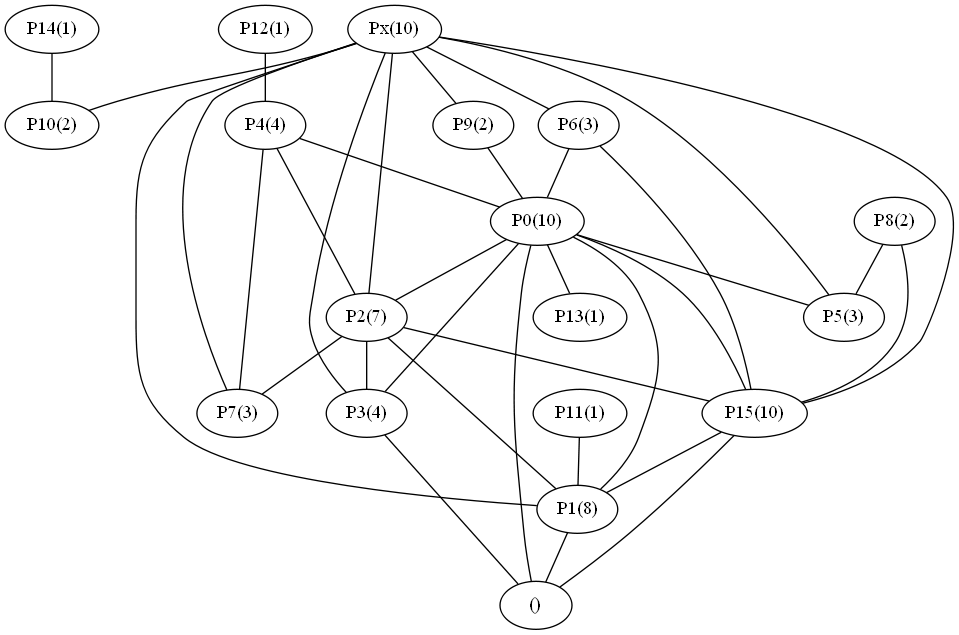 P14(1) P12(1) Px(10)
P10(2) P4(4) P9(2) P6(3)
P0(10) P8(2)
P2(7) P13(1) P5(3)
P7(3) P3(4) P11(1) P15(10)
P1(8)
()